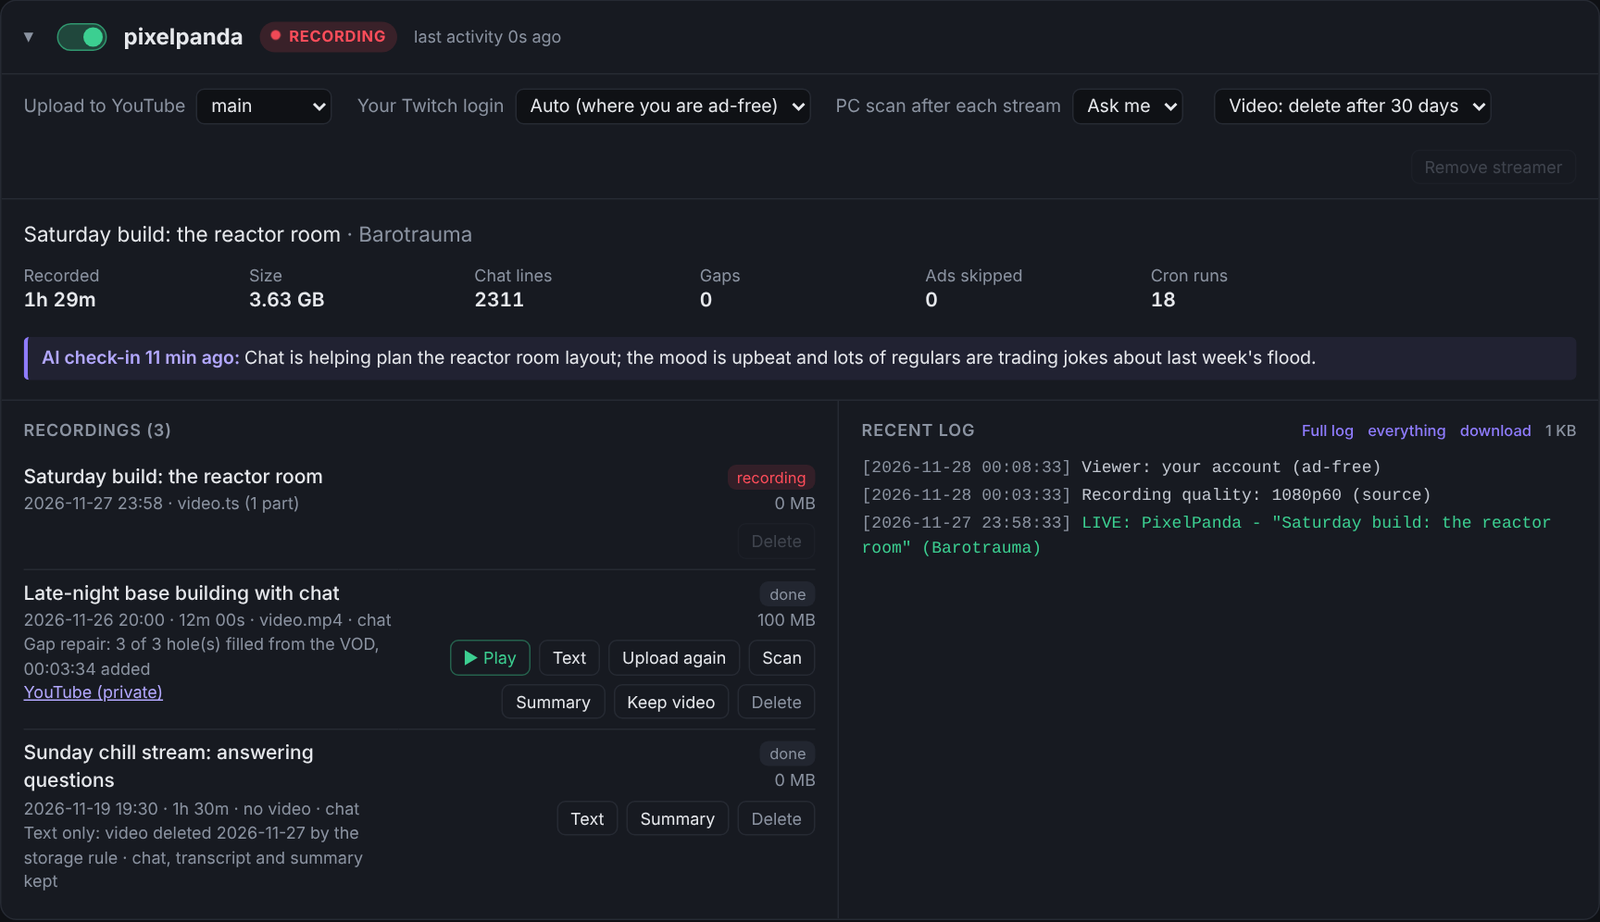 ▼ pixelpanda RECORDING last activity 0s ago
Upload to YouTube main Your Twitch login Auto (where you are ad-free) PC scan after each stream Ask me Video: delete after 30 days
Remove streamer
Saturday build: the reactor room · Barotrauma
Recorded Size Chat lines Gaps Ads skipped Cron runs
1h 29m 3.63 GB 2311 0 0 18
AI check-in 11 min ago: Chat is helping plan the reactor room layout; the mood is upbeat and lots of regulars are trading jokes about last week's flood.
RECORDINGS (3)
Saturday build: the reactor room recording
2026-11-27 23:58 · video.ts (1 part) 0 MB
Delete
Late-night base building with chat done
2026-11-26 20:00 · 12m 00s · video.mp4 · chat 100 MB
Gap repair: 3 of 3 hole(s) filled from the VOD,
00:03:34 added
YouTube (private)
▶ Play Text Upload again Scan
Summary Keep video Delete
Sunday chill stream: answering done
questions 0 MB
2026-11-19 19:30 · 1h 30m · no video · chat
Text only: video deleted 2026-11-27 by the
storage rule · chat, transcript and summary
kept
Text Summary Delete
RECENT LOG Full log everything download 1 KB
[2026-11-28 00:08:33] Viewer: your account (ad-free)
[2026-11-28 00:03:33] Recording quality: 1080p60 (source)
[2026-11-27 23:58:33] LIVE: PixelPanda - "Saturday build: the reactor
room" (Barotrauma)